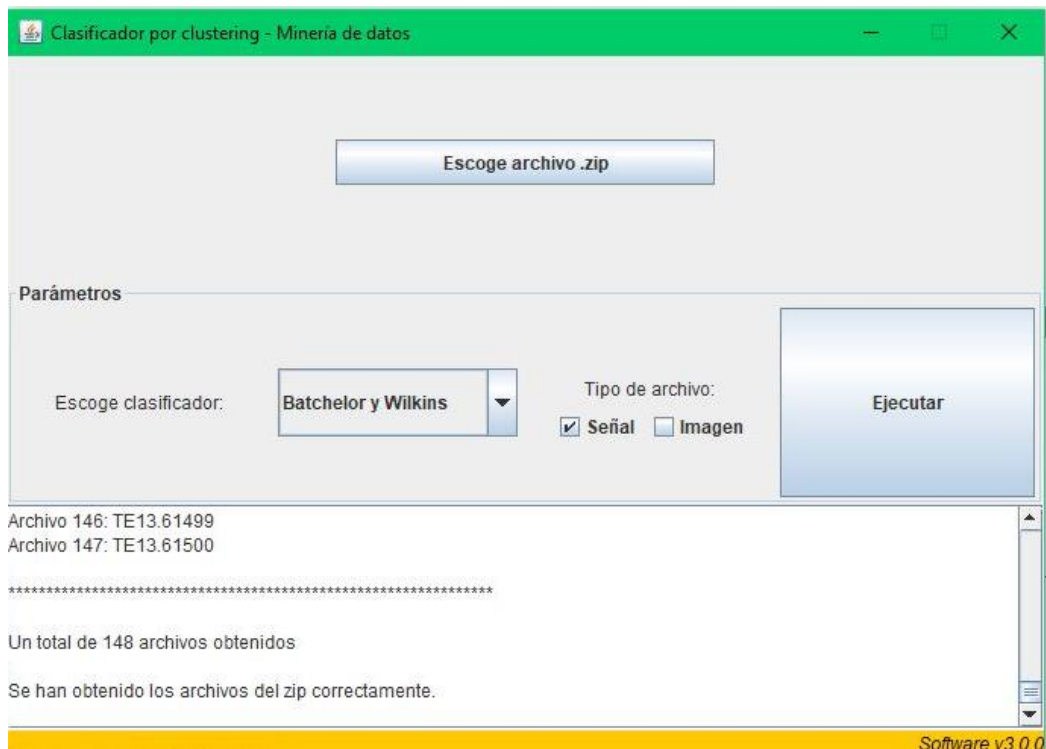 Clasificador por clustering - Minería de datos
Escoge archivo .zip
Parámetros
Escoge clasificador:
Batchelor y Wilkins
Tipo de archivo:
Señal
Imagen
Ejecutar
Archivo 146: TE13.61499
Archivo 147: TE13.61500
****************************************************************
Un total de 148 archivos obtenidos
Se han obtenido los archivos del zip correctamente.
Software v3.0.0